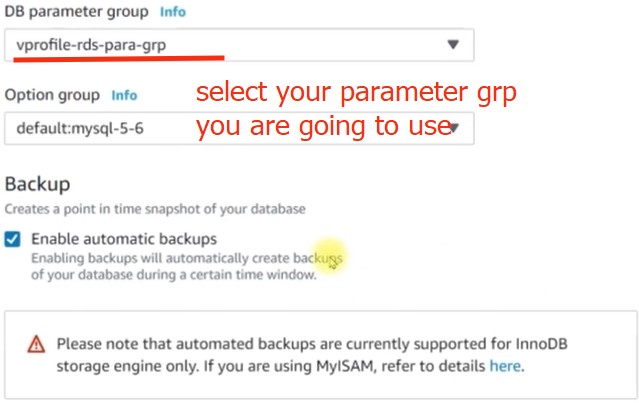 DB parameter group Info
vprofile-rds-para-grp
Option group Info
select your parameter grp
default:mysql-5-6
you are going to use
Backup
Creates a point in time snapshot of your database
Enable automatic backups
Enabling backups will automatically create backups
of your database during a certain time window.
Please note that automated backups are currently supported for InnoDB
storage engine only. If you are using MyISAM, refer to details here.